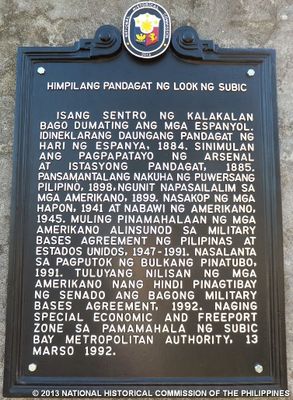 HIMPILANG PANDAGAT NG LOOK NG SUBIC
ISANG SENTRO NG KALAKALAN
BAGO DUMATING ANG MGA ESPANYOL.
IDINEKLARANG DAUNGANG PANDAGAT NG
HARI NG ESPANYA, 1884. SINIMULAN
ANG PAGPAPATAYO NG ARSENAL
AT ISTASYONG PANDAGAT, 1885.
PANSAMANTALANG NAKUHA NG PUWERSANG
PILIPINO, 1898, NGUNIT NAPASAILALIM SA
MGA AMERIKANO, 1899. NASAKOP NG MGA
HAPON, 1941 AT NABAWI NG AMERIKANO,
1945. MULING PINAMAHALAAN NG MGA
AMERIKANO ALINSUNOD SA MILITARY
BASES AGREEMENT NG PILIPINAS AT
ESTADOS UNIDOS, 1947-1991. NASALANTA
SA PAGPUTOK NG BULKANG PINATUBO,
1991. TULUYANG NILISAN NG MGA
AMERIKANO NANG HINDI PINAGTIBAY
NG SENADO ANG BAGONG MILITARY
BASES AGREEMENT, 1992. NAGING
SPECIAL ECONOMIC AND FREEPORT
ZONE SA PAMAMAHALA NG SUBIC
BAY METROPOLITAN AUTHORITY, 13
MARSO 1992.
© 2013 NATIONAL HISTORICAL COMMISSION OF THE PHILIPPINES